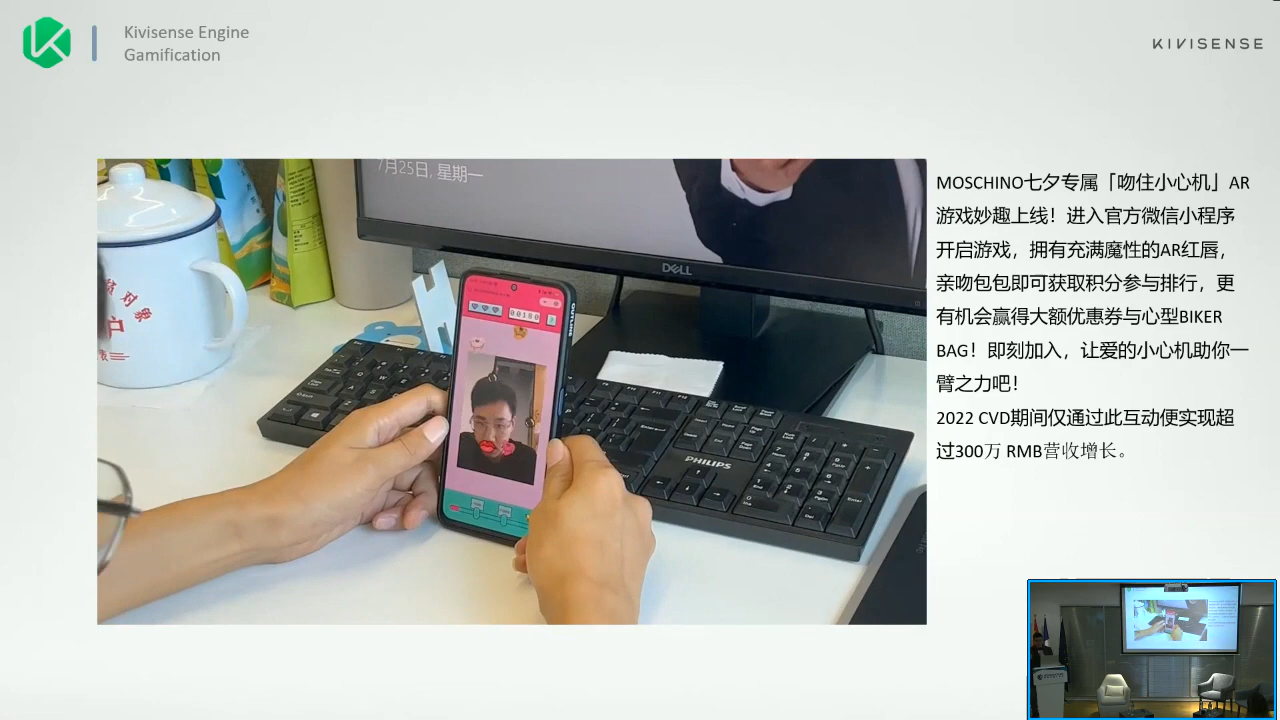 Kivisense Engine
Gamification
KIVISENSE
7月25日, 星期一
DELL
00180
PHILIPS
MOSCHINO七夕专属「吻住小心机」AR
游戏妙趣上线！进入官方微信小程序
开启游戏，拥有充满魔性的AR红唇，
亲吻包包即可获取积分参与排行，更
有机会赢得大额优惠券与心型BIKER
BAG！即刻加入，让爱的小心机助你一
臂之力吧！
2022 CVD期间仅通过此互动便实现超
过300万 RMB营收增长。